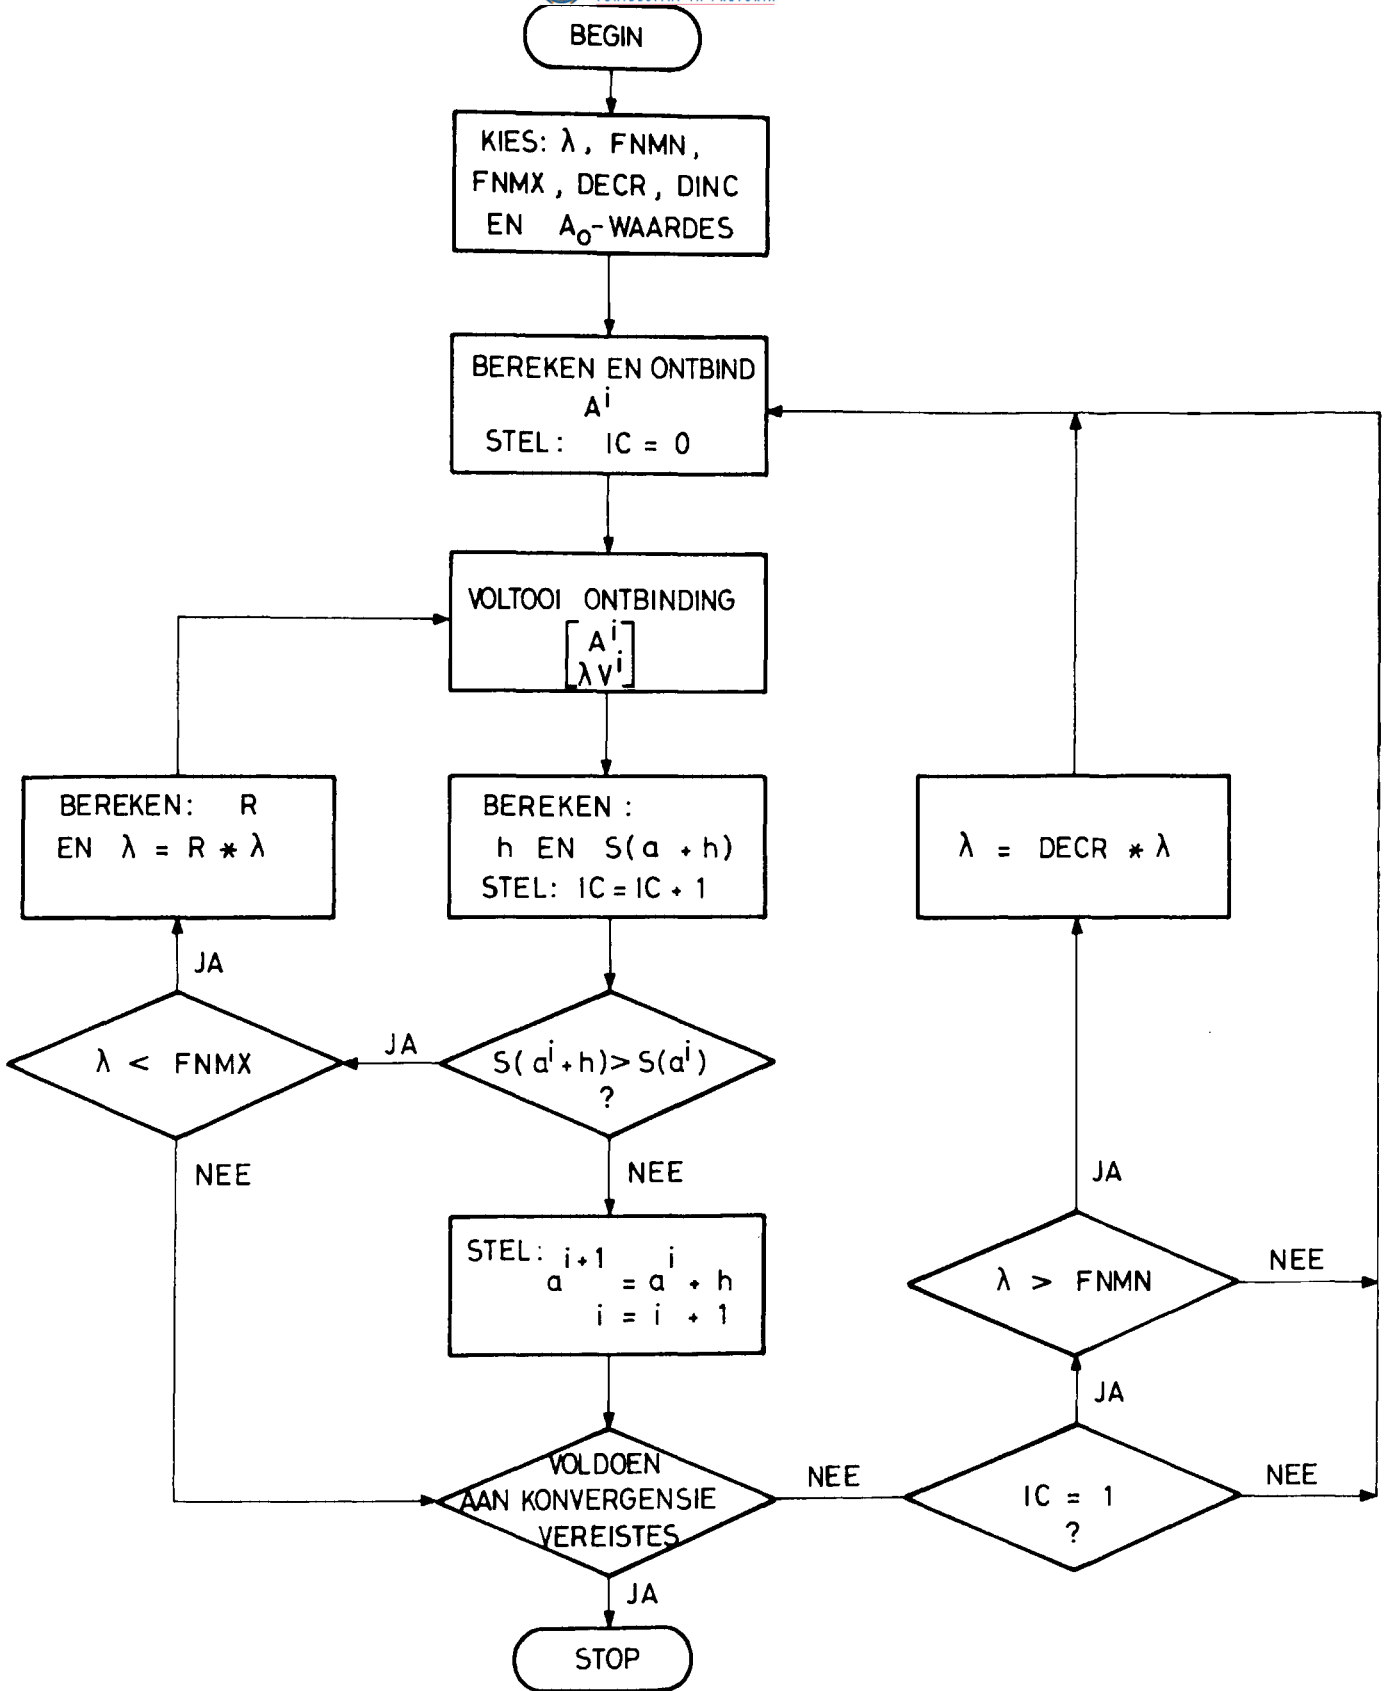 BEGIN
KIES: λ, FNMN,
FNMX, DECR, DINC
EN A₀-WAARDES
BEREKEN EN ONTBIND
Aⁱ
STEL: IC = 0
VOLTOOI ONTBINDING
[Aⁱ
λVⁱ]
BEREKEN: R
EN λ = R * λ
BEREKEN :
h EN S(a + h)
STEL: IC = IC + 1
λ = DECR * λ
JA
λ < FNMX
JA
S(aⁱ + h) > S(aⁱ)
?
NEE
NEE
JA
STEL: aⁱ⁺¹ = aⁱ + h
i = i + 1
λ > FNMN
NEE
JA
VOLDOEN
AAN KONVERGENSIE
VEREISTES
NEE
IC = 1
?
NEE
JA
STOP